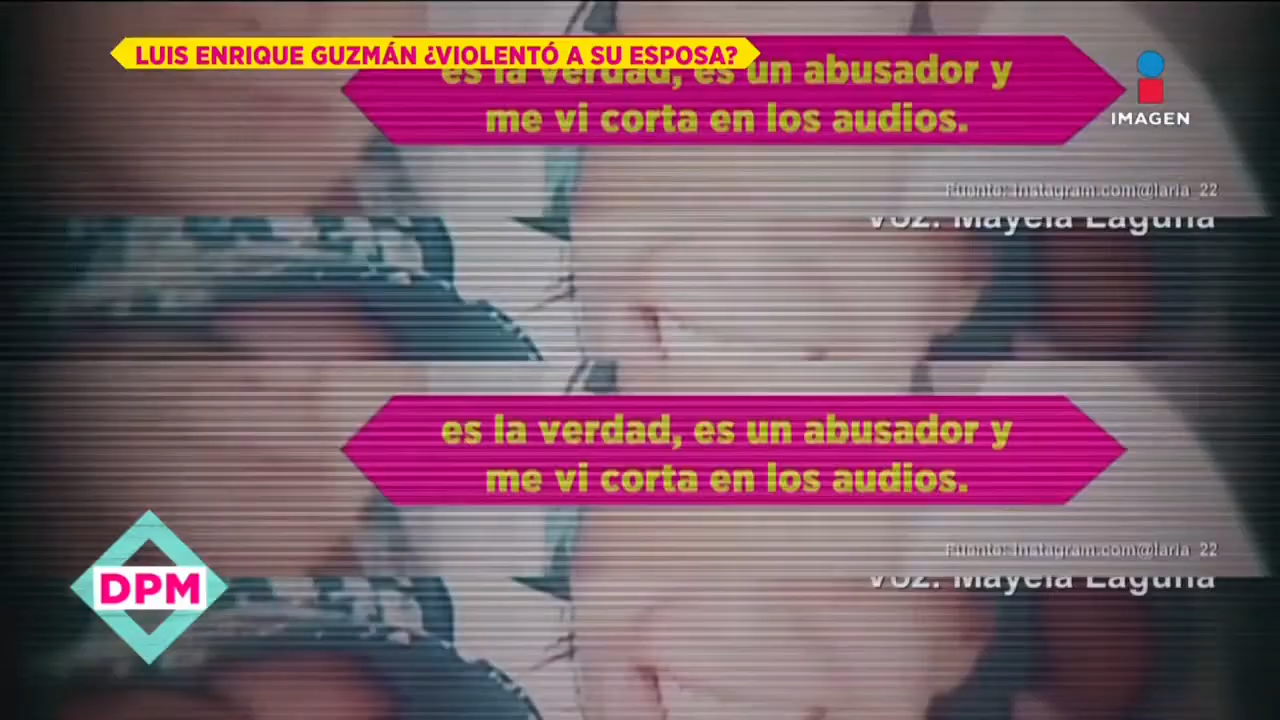 LUIS ENRIQUE GUZMÁN ¿VIOLENTÓ A SU ESPOSA?
es la verdad, es un abusador y
me vi corta en los audios.
IMAGEN
Fuente: Instagram.com@laria_22
Voz: Mayela Laguna
es la verdad, es un abusador y
me vi corta en los audios.
Fuente: Instagram.com@laria_22
Voz: Mayela Laguna
DPM